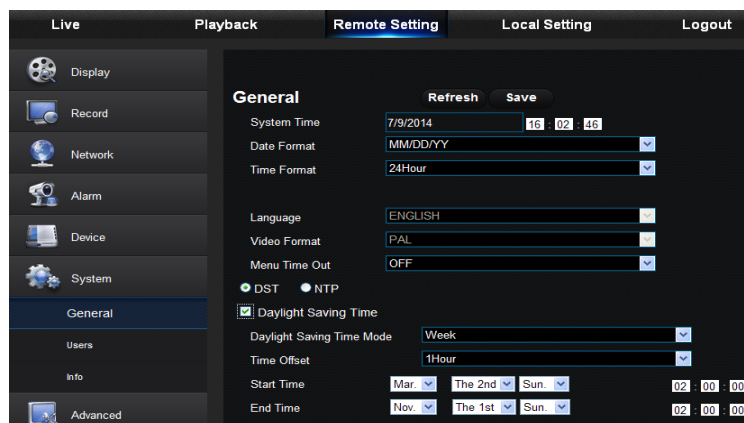 Live Playback Remote Setting Local Setting Logout
Display
Record
Network
Alarm
Device
System
General
Users
Info
Advanced
General Refresh Save
System Time 7/9/2014 16 : 02 : 46
Date Format MM/DD/YY
Time Format 24Hour
Language ENGLISH
Video Format PAL
Menu Time Out OFF
DST NTP
Daylight Saving Time
Daylight Saving Time Mode Week
Time Offset 1Hour
Start Time Mar. The 2nd Sun. 02 : 00 : 00
End Time Nov. The 1st Sun. 02 : 00 : 00